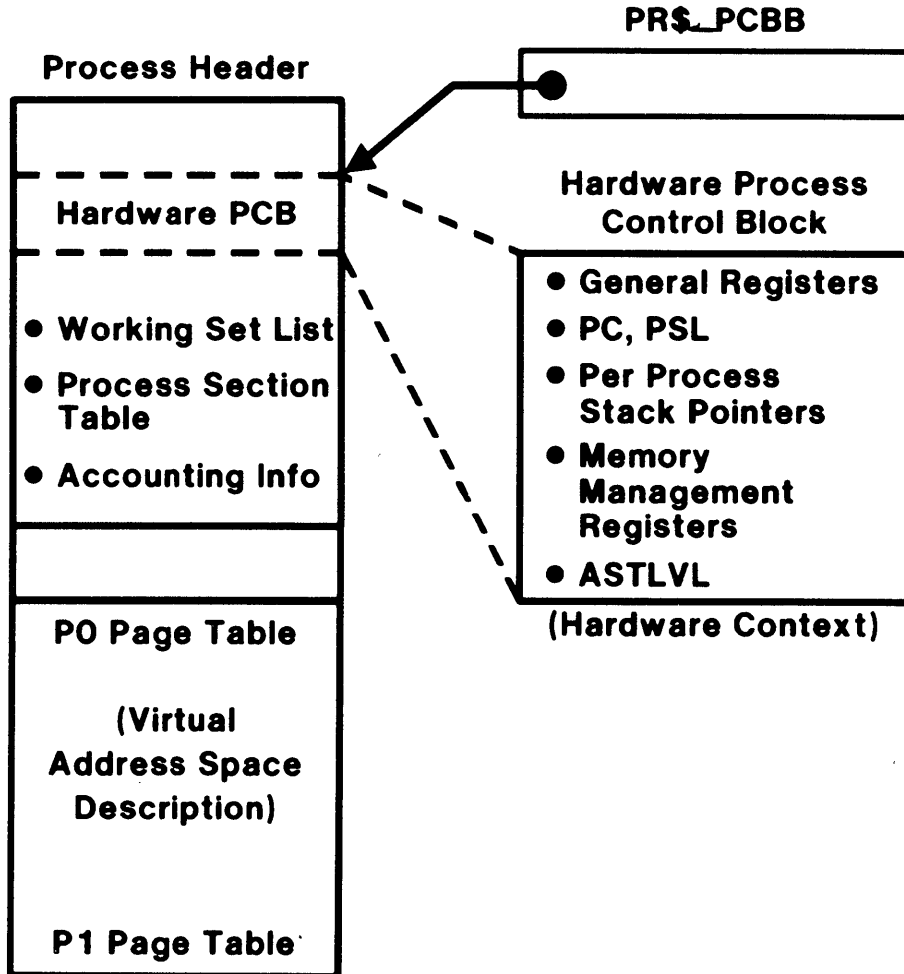 PR$_PCBB
Process Header
Hardware PCB
● Working Set List
● Process Section
Table
● Accounting Info
P0 Page Table
(Virtual
Address Space
Description)
P1 Page Table
Hardware Process
Control Block
● General Registers
● PC, PSL
● Per Process
Stack Pointers
● Memory
Management
Registers
● ASTLVL
(Hardware Context)